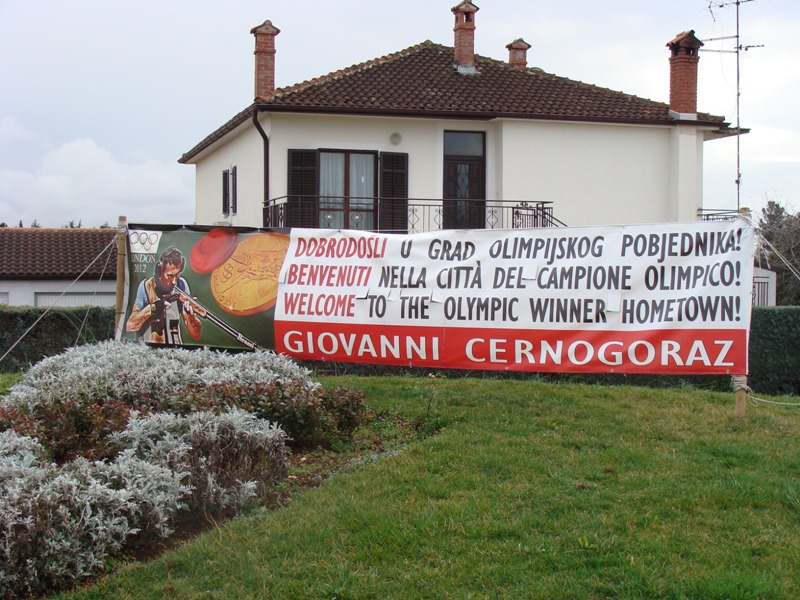 LONDON
2012
DOBRODOSLI U GRAD OLIMPIJSKOG POBJEDNIKA!
BENVENUTI NELLA CITTÀ DEL CAMPIONE OLIMPICO!
WELCOME TO THE OLYMPIC WINNER HOMETOWN!
GIOVANNI CERNOGORAZ